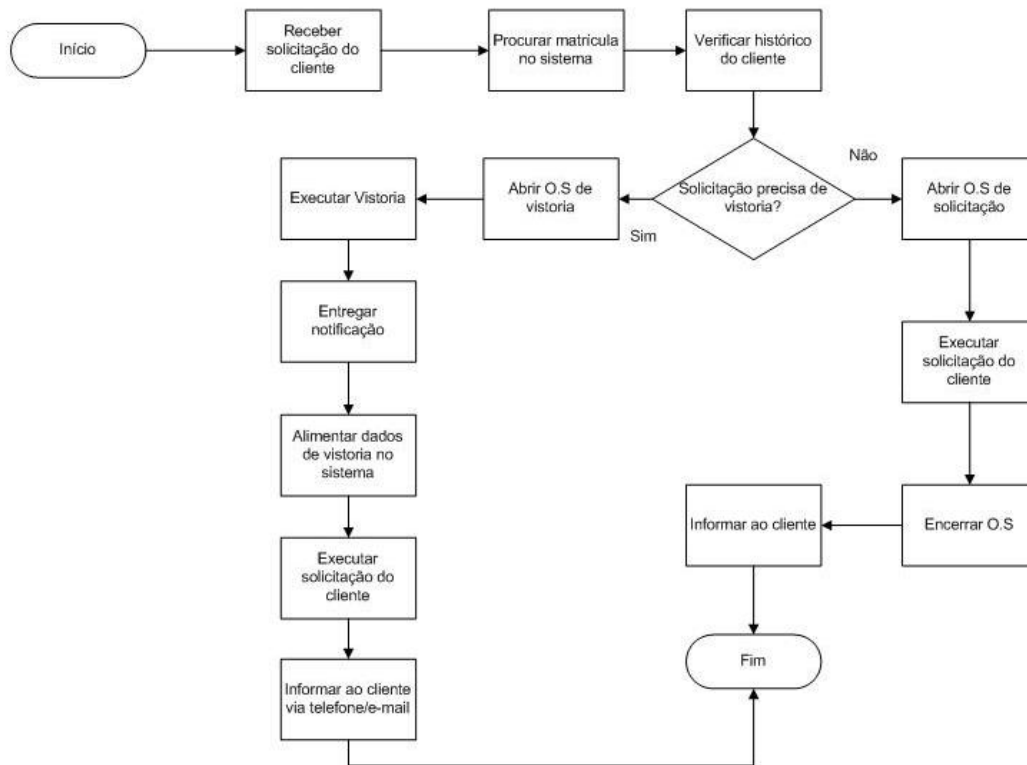 Início
Receber
solicitação do
cliente
Procurar matricula
no sistema
Verificar histórico
do cliente
Solicitação precisa de
vistoria?
Não
Sim
Abrir O.S de
vistoria
Executar Vistoria
Abrir O.S de
solicitação
Entregar
notificação
Executar
solicitação do
cliente
Alimentar dados
de vistoria no
sistema
Informar ao cliente
Encerrar O.S
Executar
solicitação do
cliente
Fim
Informar ao cliente
via telefone/e-mail